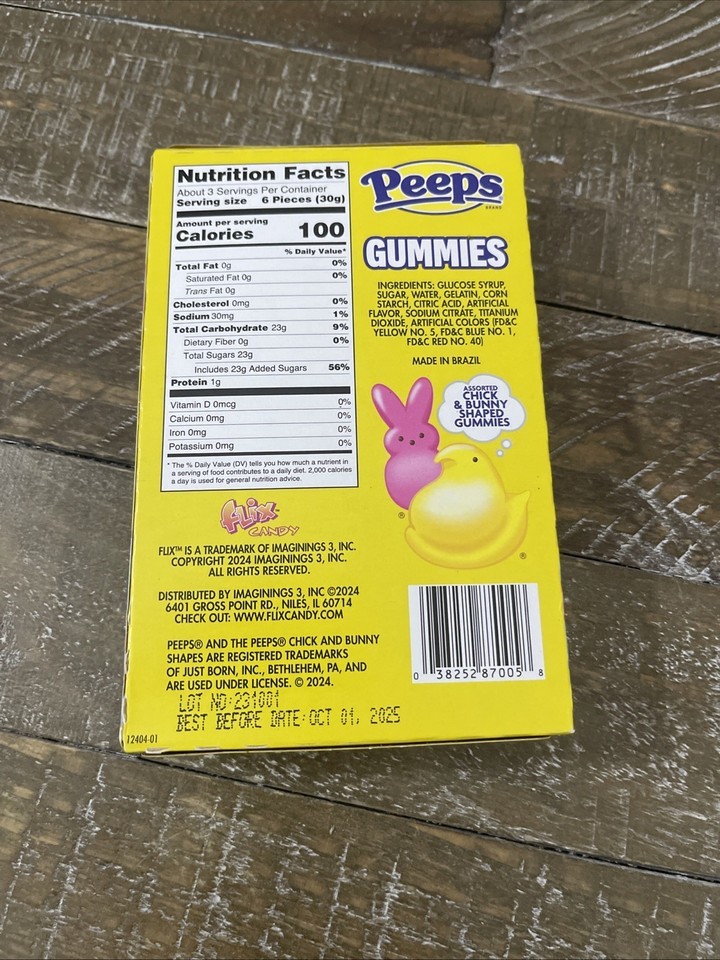 Nutrition Facts
About 3 Servings Per Container
Serving size 6 Pieces (30g)
Amount per serving
Calories 100
% Daily Value*
Total Fat 0g 0%
Saturated Fat 0g 0%
Trans Fat 0g
Cholesterol 0mg 0%
Sodium 30mg 1%
Total Carbohydrate 23g 9%
Dietary Fiber 0g 0%
Total Sugars 23g
Includes 23g Added Sugars 56%
Protein 1g
Vitamin D 0mcg 0%
Calcium 0mg 0%
Iron 0mg 0%
Potassium 0mg 0%
* The % Daily Value (DV) tells you how much a nutrient in
a serving of food contributes to a daily diet. 2,000 calories
a day is used for general nutrition advice.
Peeps
BRAND
GUMMIES
INGREDIENTS: GLUCOSE SYRUP,
SUGAR, WATER, GELATIN, CORN
STARCH, CITRIC ACID, ARTIFICIAL
FLAVOR, SODIUM CITRATE, TITANIUM
DIOXIDE, ARTIFICIAL COLORS (FD&C
YELLOW NO. 5, FD&C BLUE NO. 1,
FD&C RED NO. 40)
MADE IN BRAZIL
ASSORTED
CHICK
& BUNNY
SHAPED
GUMMIES
®
®
FLIX
CANDY
FLIX™ IS A TRADEMARK OF IMAGININGS 3, INC.
COPYRIGHT 2024 IMAGININGS 3, INC.
ALL RIGHTS RESERVED.
DISTRIBUTED BY IMAGININGS 3, INC ©2024
6401 GROSS POINT RD., NILES, IL 60714
CHECK OUT: WWW.FLIXCANDY.COM
PEEPS® AND THE PEEPS® CHICK AND BUNNY
SHAPES ARE REGISTERED TRADEMARKS
OF JUST BORN, INC., BETHLEHEM, PA, AND
ARE USED UNDER LICENSE. © 2024.
LOT NO:231001
BEST BEFORE DATE:OCT 01, 2025
12404-01
0 38252 87005 8